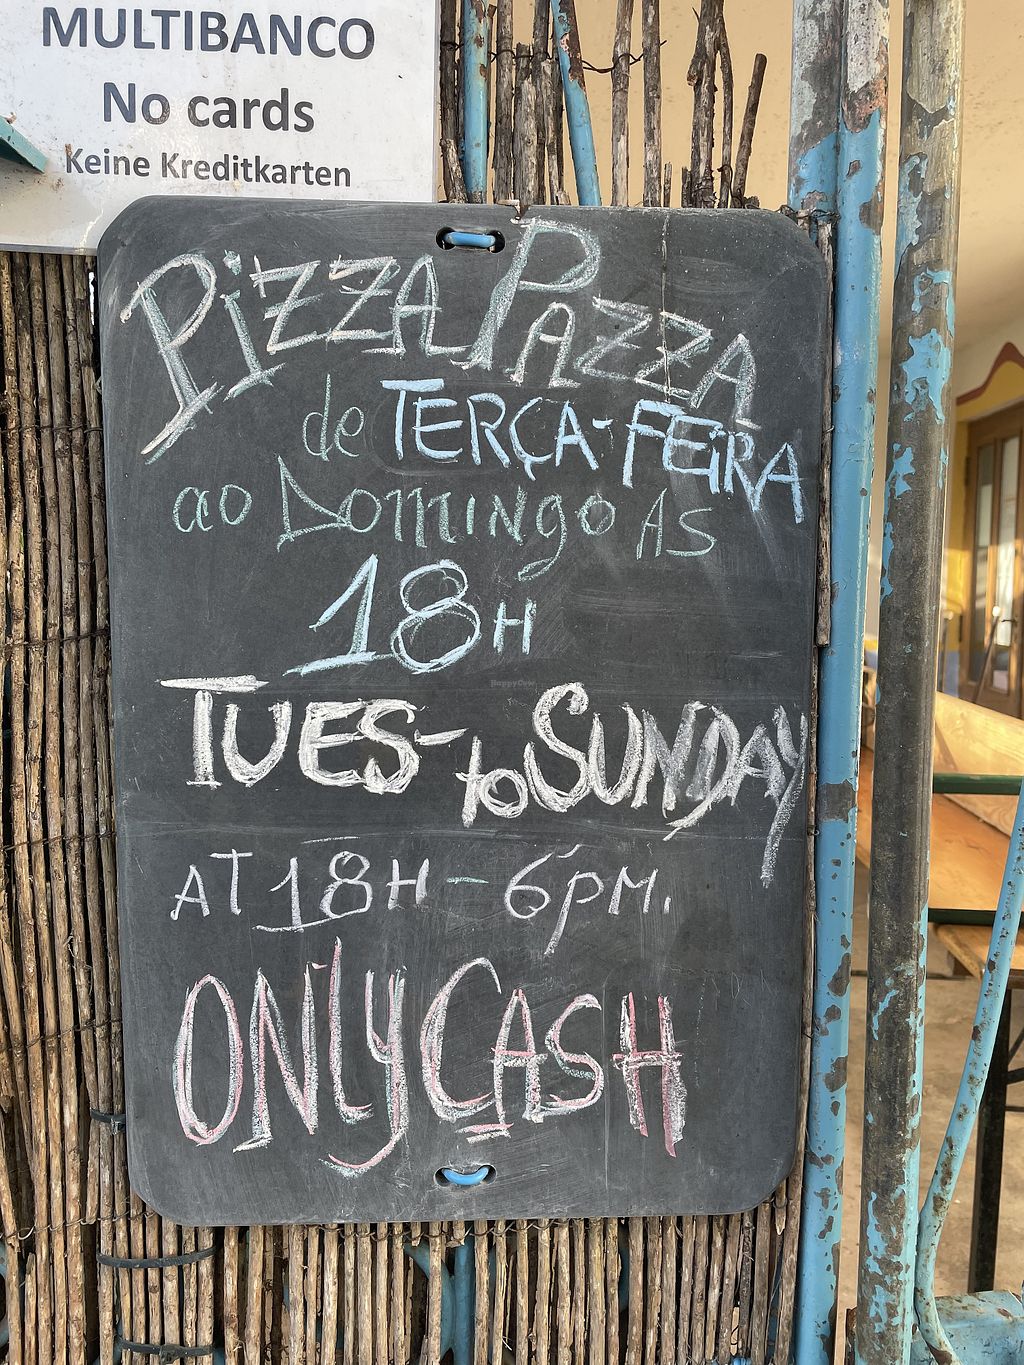 MULTIBANCO
No cards
Keine Kreditkarten
PiZZA PAZZA
de TERÇA-FEiRA
ao DOMINGO AS
18H
TUES- to SUNDAY
AT 18H - 6PM.
ONlY CASH
HappyCow